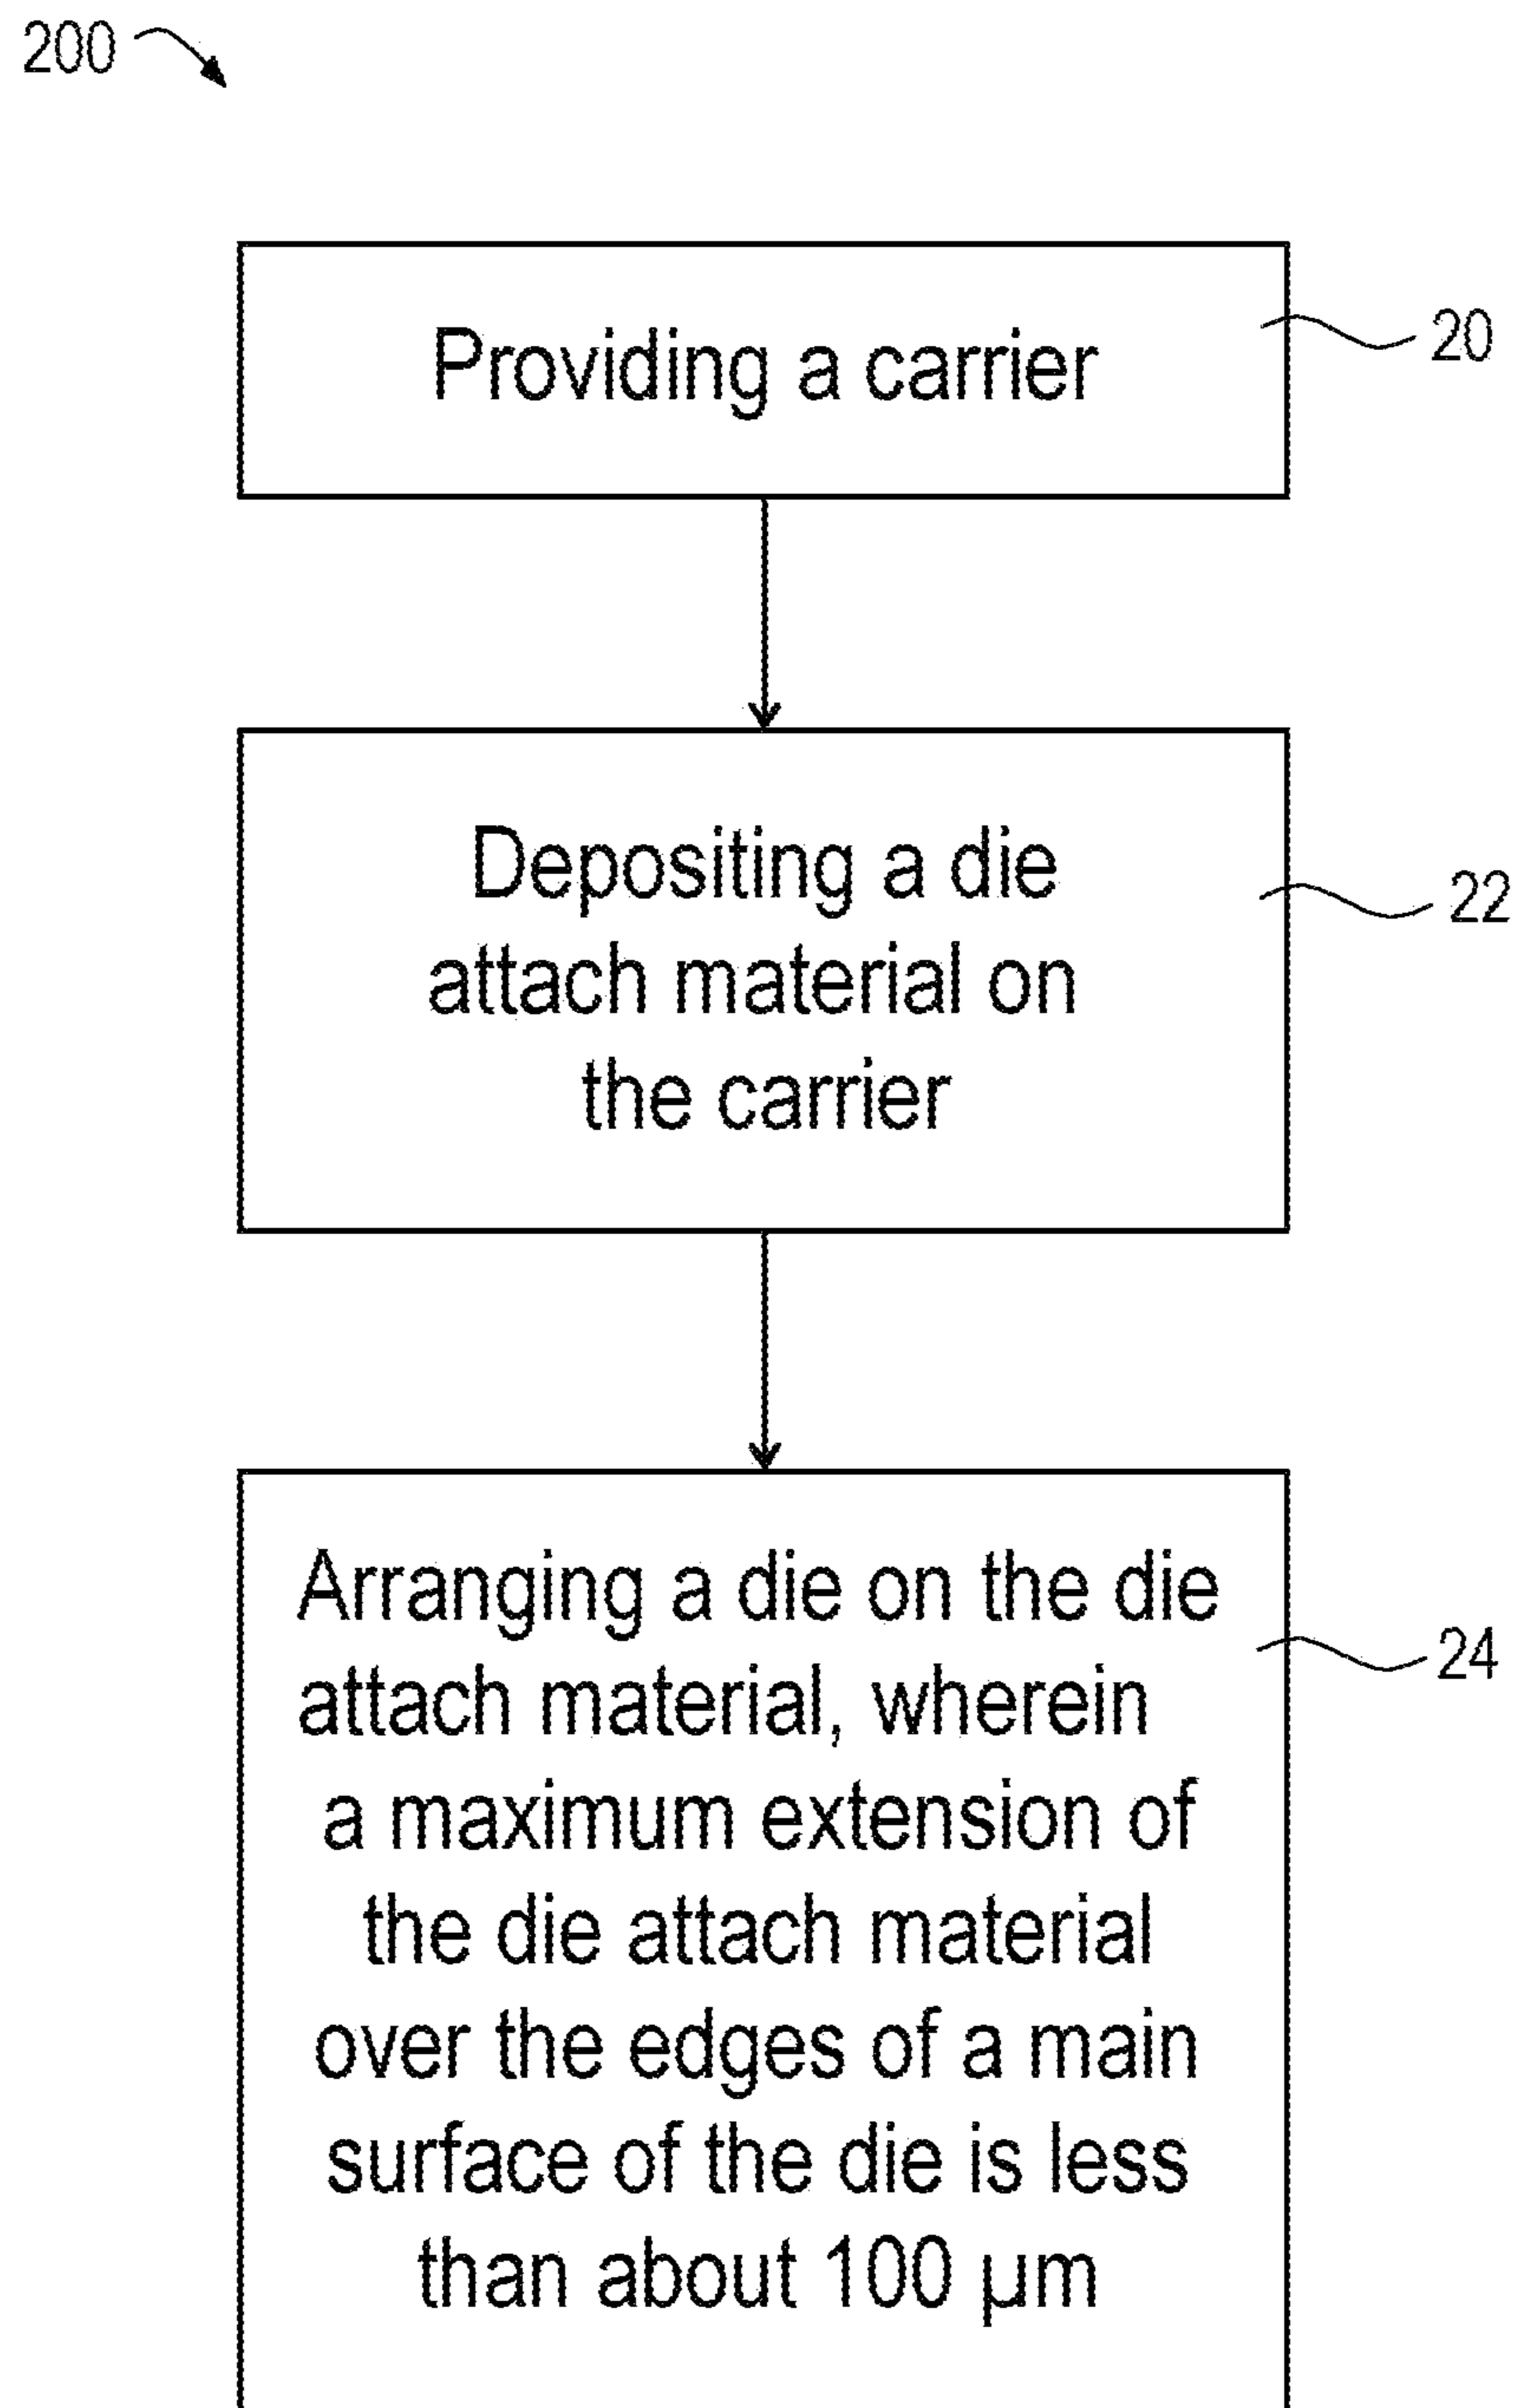 200
Providing a carrier
20
Depositing a die
attach material on
the carrier
22
Arranging a die on the die
attach material, wherein
a maximum extension of
the die attach material
over the edges of a main
surface of the die is less
than about 100 µm
24